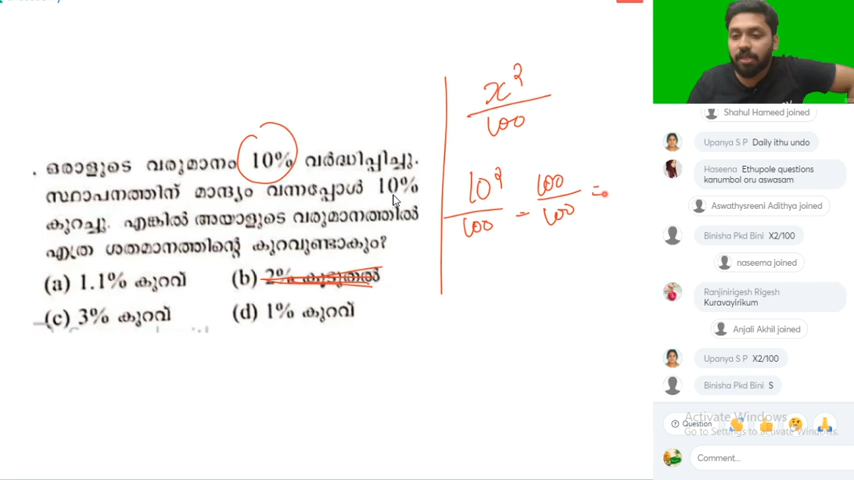 . ഒരാളുടെ വരുമാനം 10% വർദ്ധിപ്പിച്ചു.
സ്ഥാപനത്തിന് മാന്ദ്യം വന്നപ്പോൾ 10%
കുറച്ചു. എങ്കിൽ അയാളുടെ വരുമാനത്തിൽ
എത്ര ശതമാനത്തിന്റെ കുറവുണ്ടാകും?
(a) 1.1% കുറവ് (b) 2% കൂടുതൽ
(c) 3% കുറവ് (d) 1% കുറവ്
x²
100
10² 100
100 = 100 =
Shahul Hameed joined
Upanya S P Daily ithu undo
Haseena Ethupole questions
kanumbol oru aswasam
Aswathysreeni Adithya joined
Binisha Pkd Bini X2/100
naseema joined
Ranjinirigesh Rigesh
Kuravayirikum
Anjali Akhil joined
Upanya S P X2/100
Binisha Pkd Bini S
Activate Windows
Question
Go to Settings to activate Windows.
Comment...